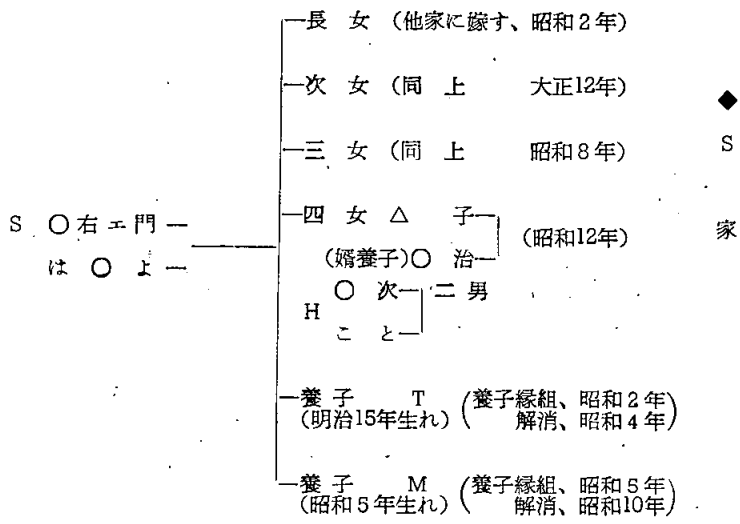 ◆S家
長女 (他家に嫁す、昭和2年)
次女 (同上 大正12年)
三女 (同上 昭和8年)
S 〇右エ門
は〇よ
四女△子
(婿養子)〇治
(昭和12年)
H
〇次
こと
二男
養子 T (養子縁組、昭和2年
(明治15年生れ) 解消、昭和4年)
養子 M (養子縁組、昭和5年
(昭和5年生れ) 解消、昭和10年)